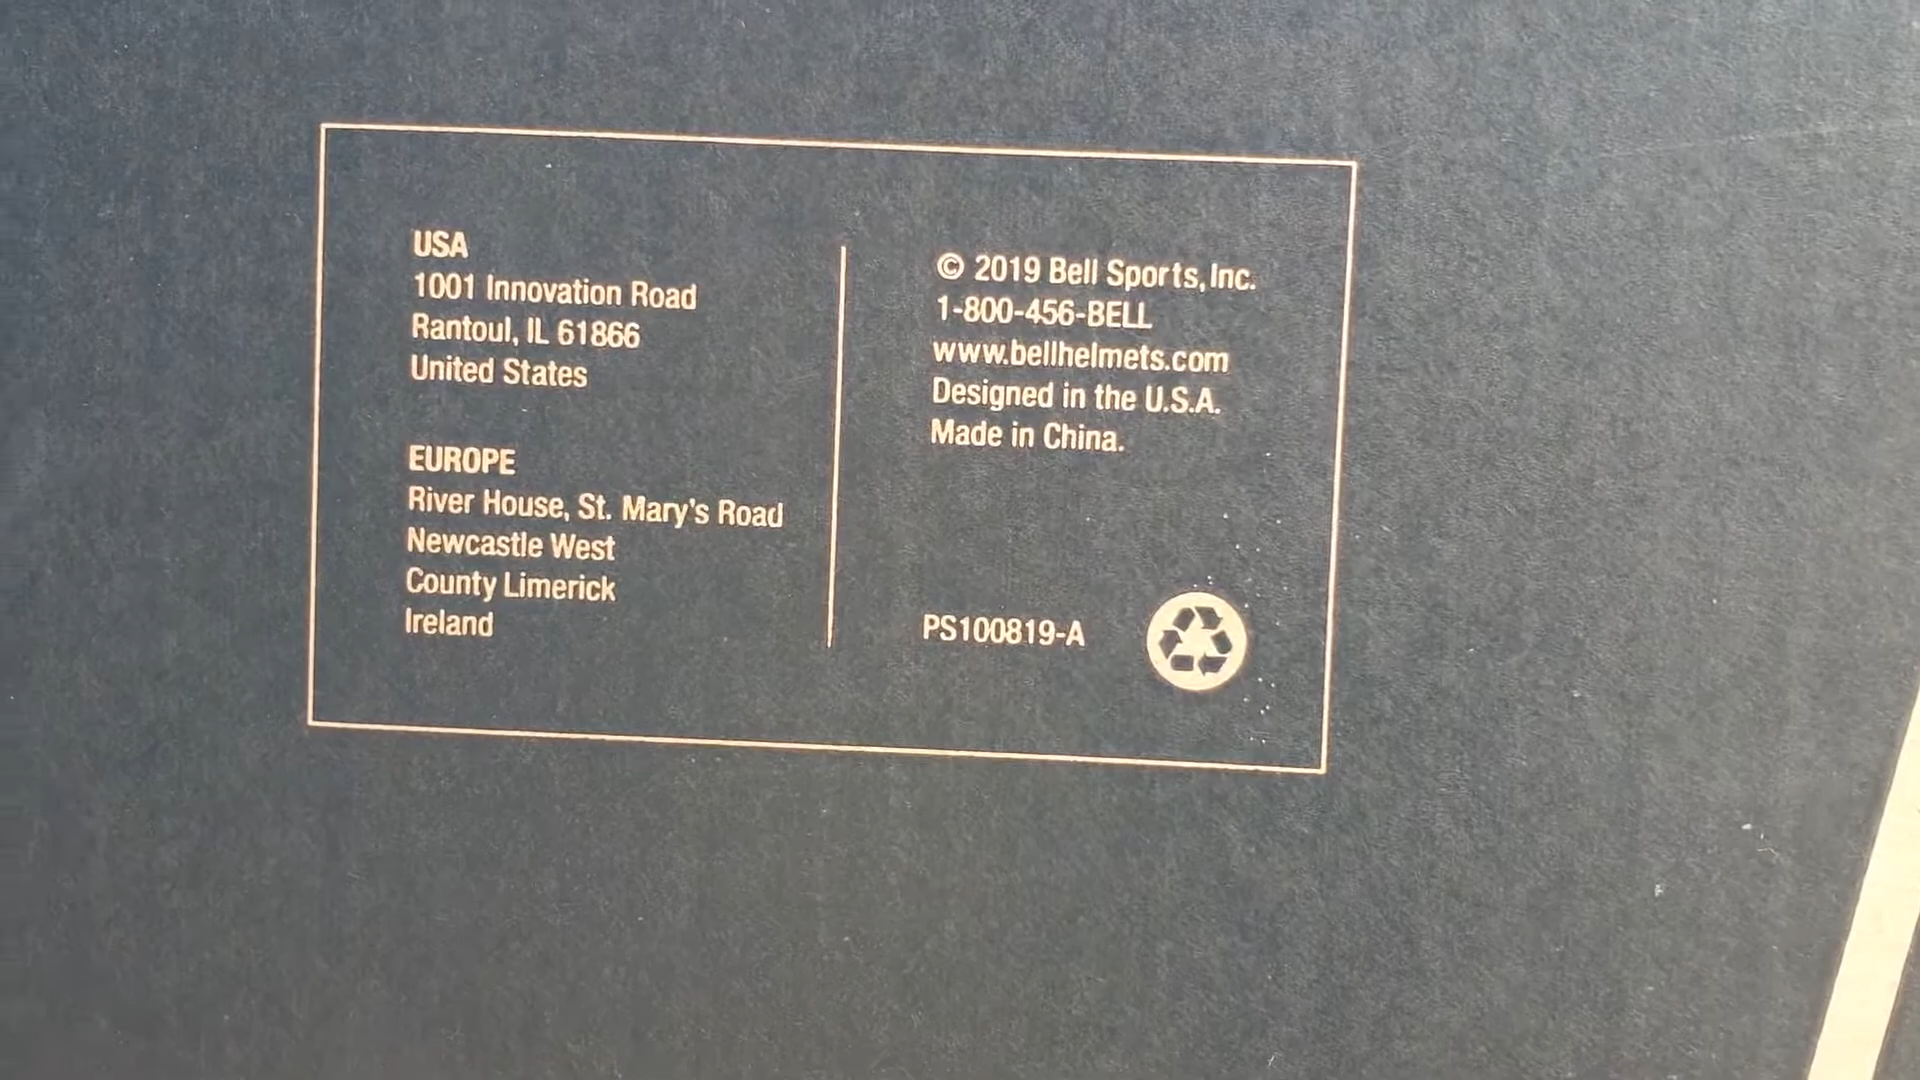 USA
1001 Innovation Road
Rantoul, IL 61866
United States
EUROPE
River House, St. Mary's Road
Newcastle West
County Limerick
Ireland
© 2019 Bell Sports, Inc.
1-800-456-BELL
www.bellhelmets.com
Designed in the U.S.A.
Made in China.
PS100819-A